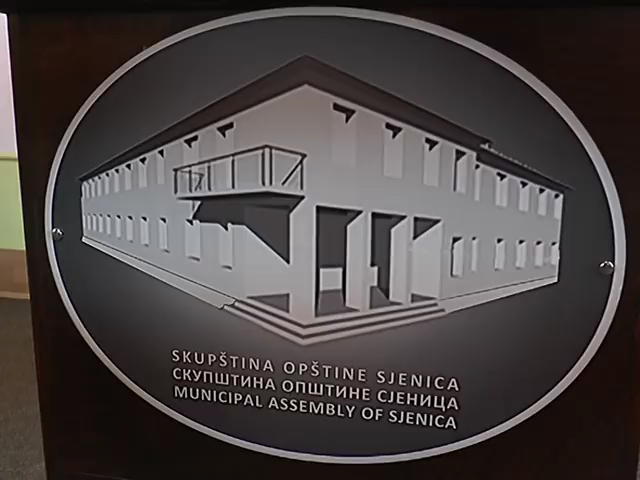 SKUPŠTINA OPŠTINE SJENICA
СКУПШТИНА ОПШТИНЕ СЈЕНИЦА
MUNICIPAL ASSEMBLY OF SJENICA